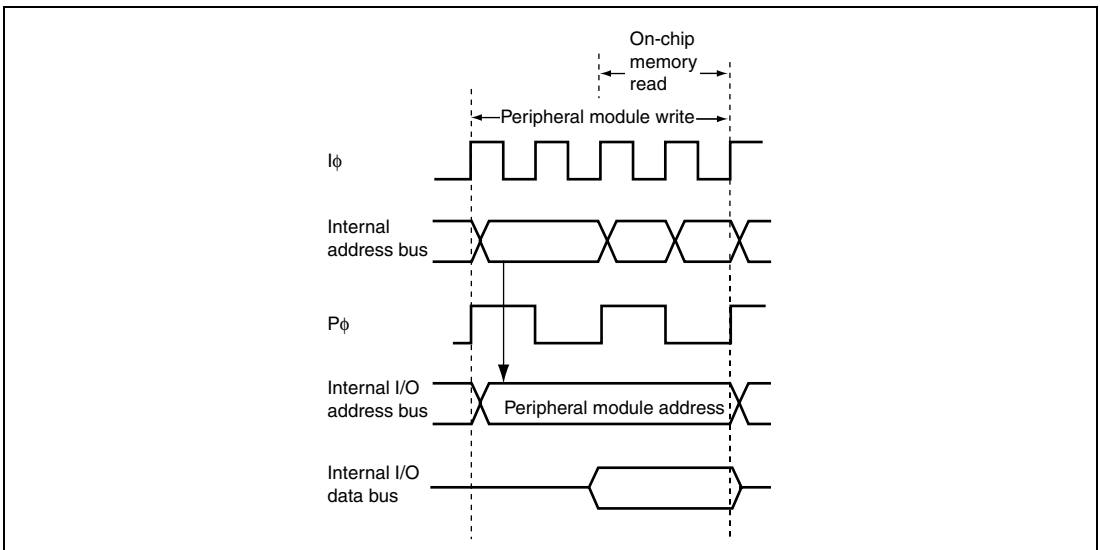 On-chip
memory
read
Peripheral module write
Iϕ
Internal
address bus
Pϕ
Internal I/O
address bus
Peripheral module address
Internal I/O
data bus